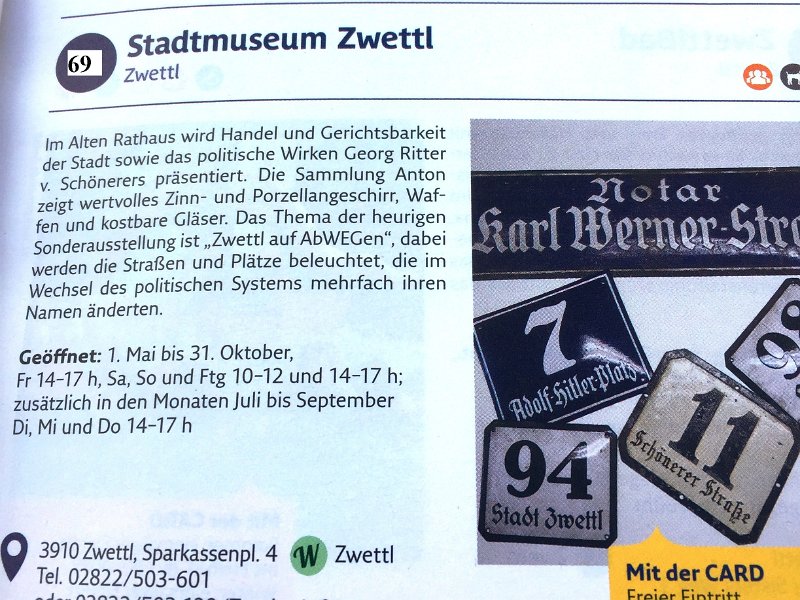 69
Stadtmuseum Zwettl
Zwettl
Im Alten Rathaus wird Handel und Gerichtsbarkeit
der Stadt sowie das politische Wirken Georg Ritter
v. Schönerers präsentiert. Die Sammlung Anton
zeigt wertvolles Zinn- und Porzellangeschirr, Waf-
fen und kostbare Gläser. Das Thema der heurigen
Sonderausstellung ist „Zwettl auf AbWEGen“, dabei
werden die Straßen und Plätze beleuchtet, die im
Wechsel des politischen Systems mehrfach ihren
Namen änderten.
Geöffnet: 1. Mai bis 31. Oktober,
Fr 14–17 h, Sa, So und Ftg 10–12 und 14–17 h;
zusätzlich in den Monaten Juli bis September
Di, Mi und Do 14–17 h
3910 Zwettl, Sparkassenpl. 4 W Zwettl
Tel. 02822/503-601
Notar
Karl Werner-Stra
7
Adolf-Hitler-Platz
98
11
Schönerer Straße
94
Stadt Zwettl
Mit der CARD
Freier Eintritt